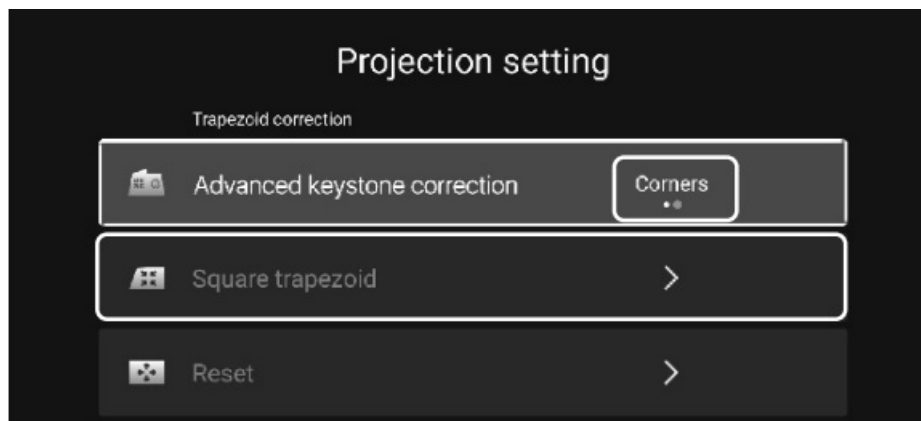 Projection setting
Trapezoid correction
Advanced keystone correction Corners
Square trapezoid
Reset